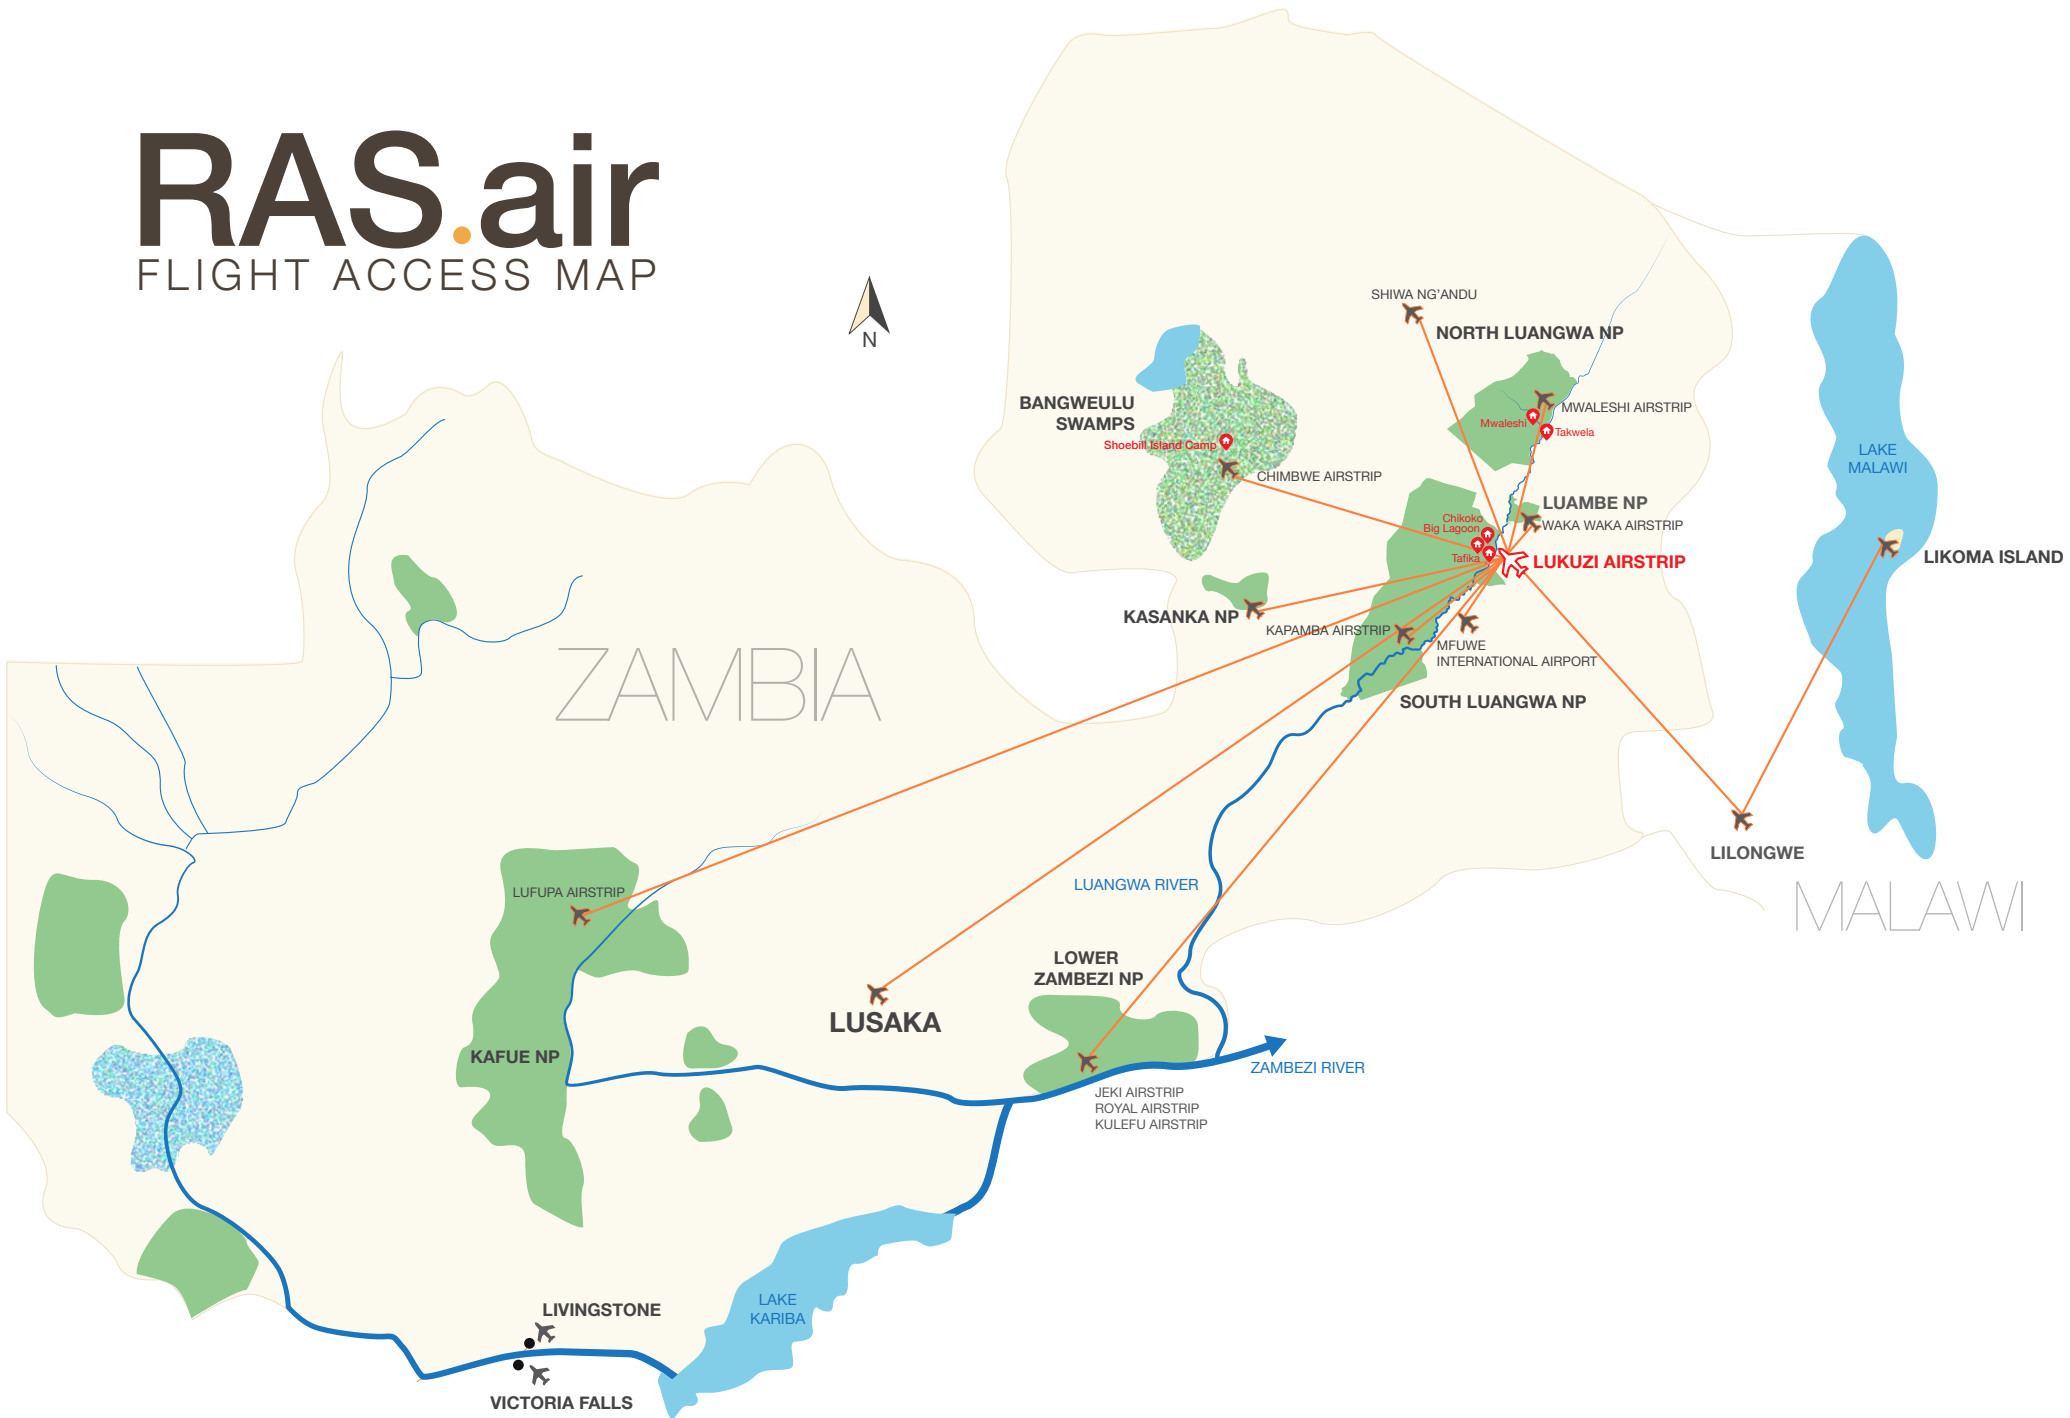 RAS.air
FLIGHT ACCESS MAP
N
SHIWA NG'ANDU
NORTH LUANGWA NP
BANGWEULU
SWAMPS
MWALESHI AIRSTRIP
Mwaleshi
Takwela
Shoebill Island Camp
CHIMBWE AIRSTRIP
LAKE
MALAWI
LUAMBE NP
WAKA WAKA AIRSTRIP
Chikoko
Big Lagoon
Tafika
LUKUZI AIRSTRIP
LIKOMA ISLAND
KASANKA NP
KAPAMBA AIRSTRIP
MFUWE
INTERNATIONAL AIRPORT
ZAMBIA
SOUTH LUANGWA NP
LILONGWE
MALAWI
LUFUPA AIRSTRIP
LUANGWA RIVER
LOWER
ZAMBEZI NP
LUSAKA
KAFUE NP
ZAMBEZI RIVER
JEKI AIRSTRIP
ROYAL AIRSTRIP
KULEFU AIRSTRIP
LAKE
KARIBA
LIVINGSTONE
VICTORIA FALLS